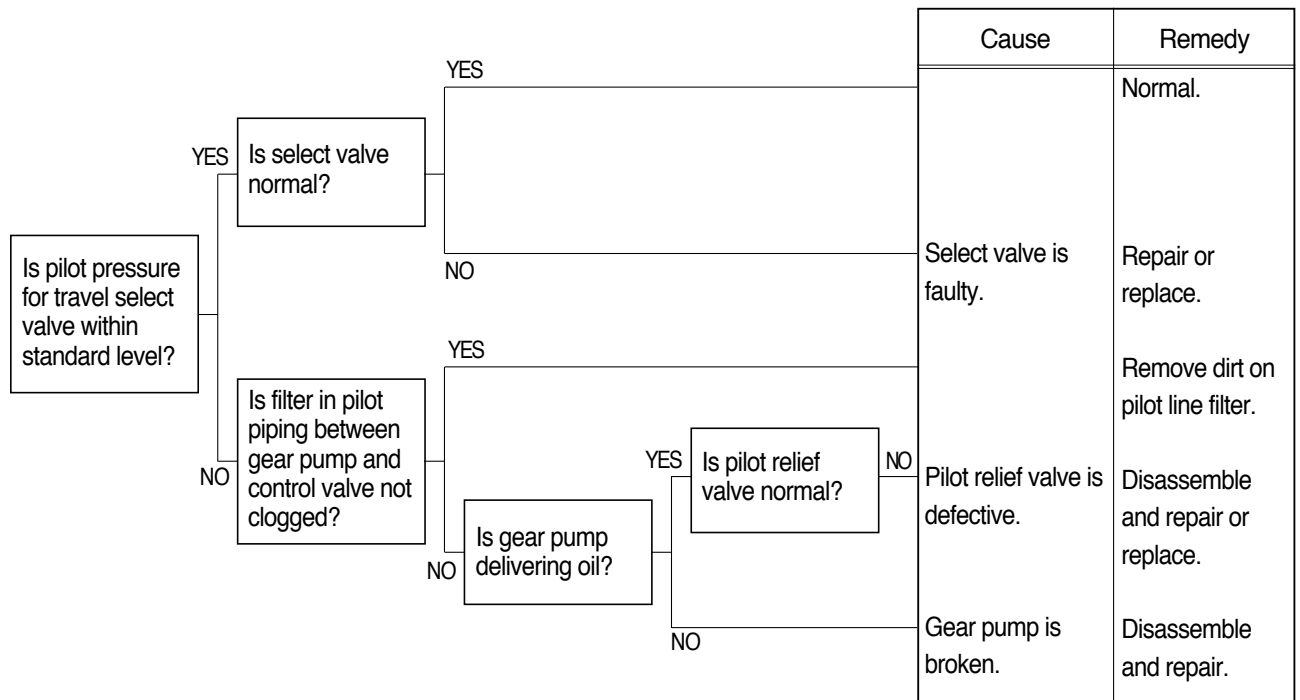 Cause
Remedy
YES
Normal.
YES
Is select valve
normal?
NO
Select valve is
faulty.
Repair or
replace.
Is pilot pressure
for travel select
valve within
standard level?
YES
Remove dirt on
pilot line filter.
NO
Is filter in pilot
piping between
gear pump and
control valve not
clogged?
YES
Is pilot relief
valve normal?
NO
Pilot relief valve is
defective.
Disassemble
and repair or
replace.
NO
Is gear pump
delivering oil?
NO
Gear pump is
broken.
Disassemble
and repair.